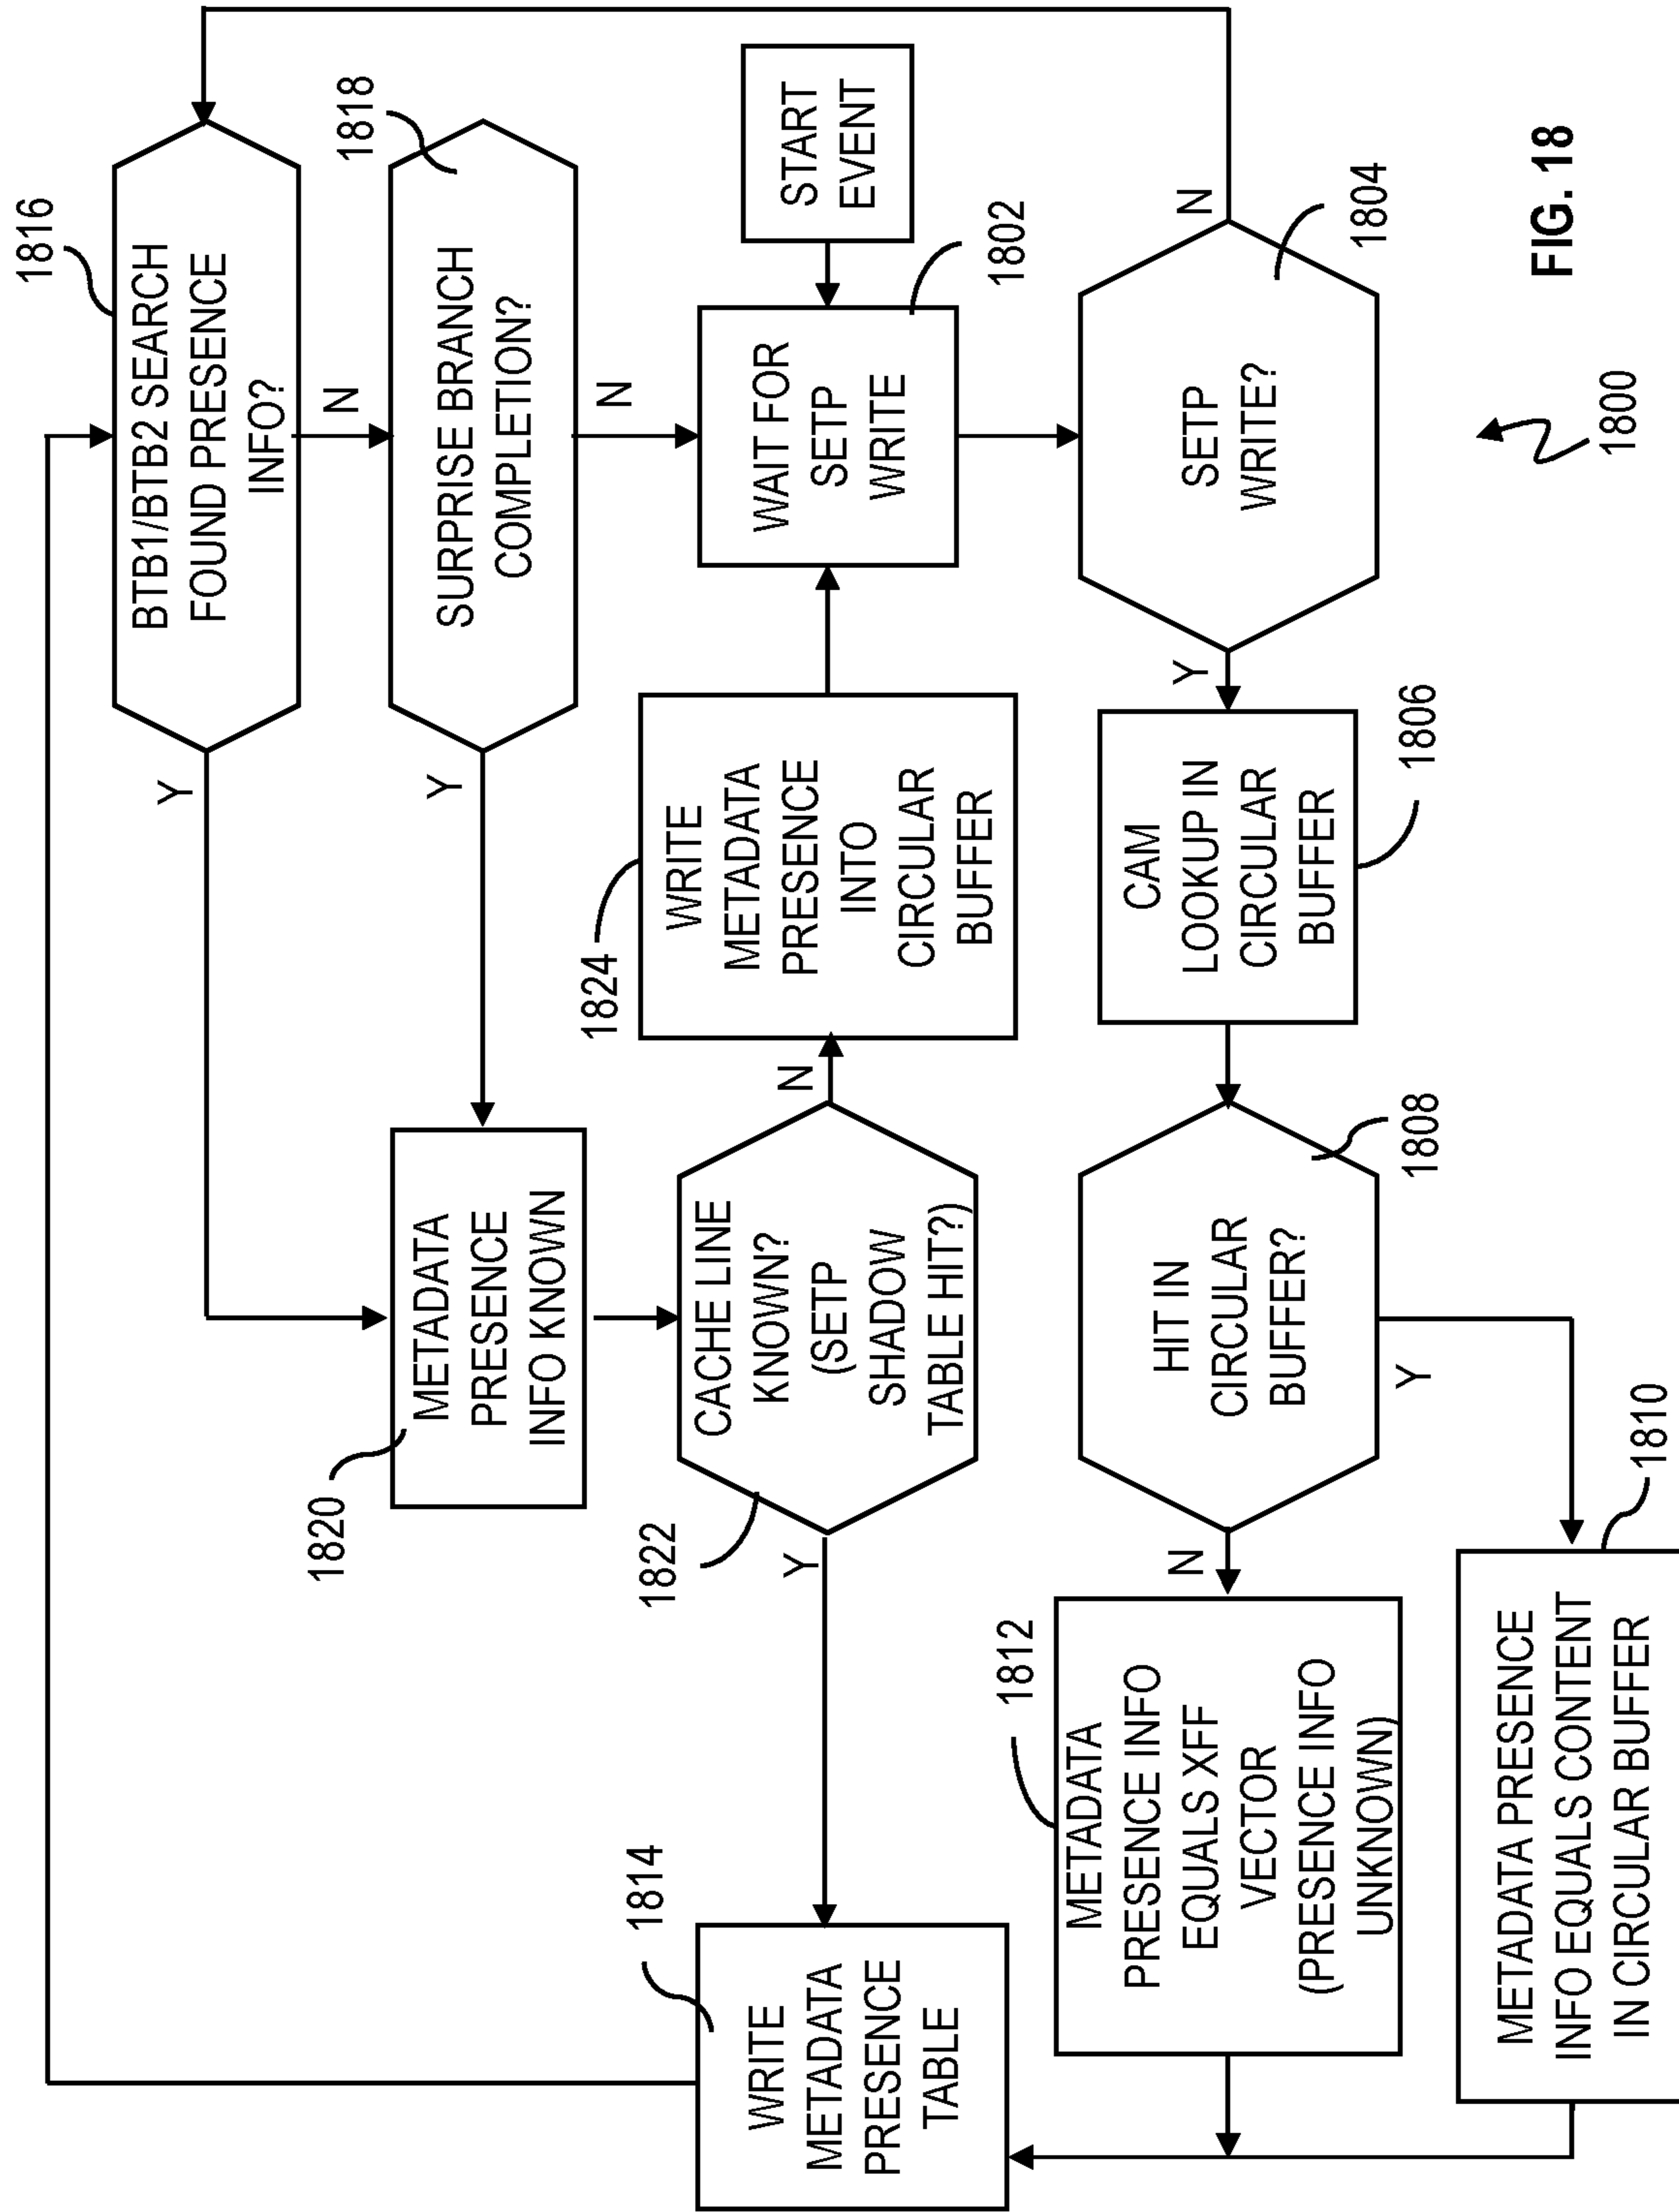 1816
BTB1/BTB2 SEARCH
FOUND PRESENCE
INFO?
Y
N
1818
SURPRISE BRANCH
COMPLETION?
Y
N
START
EVENT
1802
WAIT FOR
SETP
WRITE
1804
SETP
WRITE?
N
Y
1806
CAM
LOOKUP IN
CIRCULAR
BUFFER
1808
HIT IN
CIRCULAR
BUFFER?
N
Y
1810
METADATA PRESENCE
INFO EQUALS CONTENT
IN CIRCULAR BUFFER
1812
METADATA
PRESENCE INFO
EQUALS XFF
VECTOR
(PRESENCE INFO
UNKNOWN)
1814
WRITE
METADATA
PRESENCE
TABLE
1820
METADATA
PRESENCE
INFO KNOWN
1822
CACHE LINE
KNOWN?
(SETP
SHADOW
TABLE HIT?)
Y
N
1824
WRITE
METADATA
PRESENCE
INTO
CIRCULAR
BUFFER
1800
FIG. 18